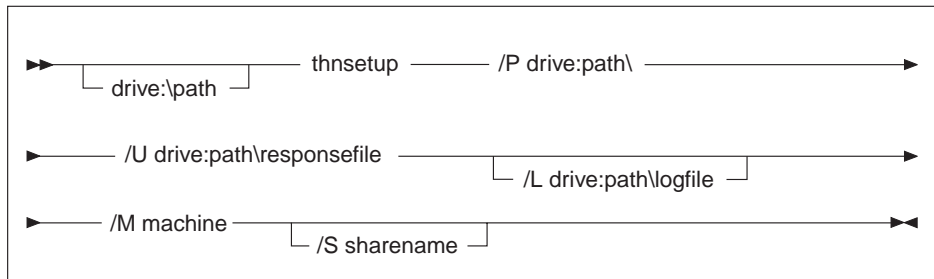 thnsetup /P drive:path\
drive:\path
/U drive:path\responsefile
/L drive:path\logfile
/M machine
/S sharename